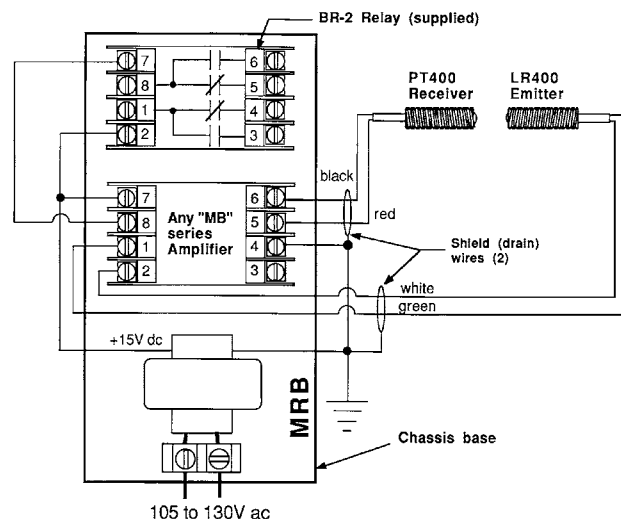 BR-2 Relay (supplied)
7
6
8
5
1
4
2
3
PT400
Receiver
LR400
Emitter
black
7
Any "MB"
series
Amplifier
6
8
5
red
1
4
2
3
Shield (drain)
wires (2)
white
green
+15V dc
MRB
Chassis base
105 to 130V ac